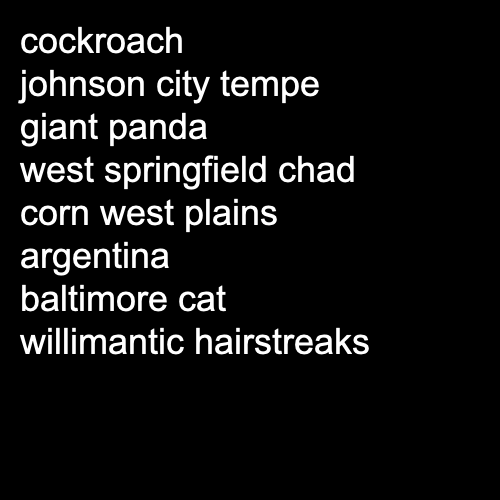 cockroach
johnson city tempe
giant panda
west springfield chad
corn west plains
argentina
baltimore cat
willimantic hairstreaks